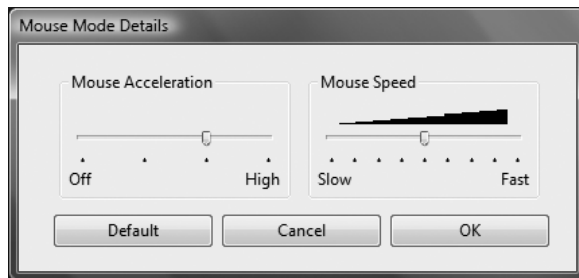 Mouse Mode Details
Mouse Acceleration
Off High
Mouse Speed
Slow Fast
Default Cancel OK